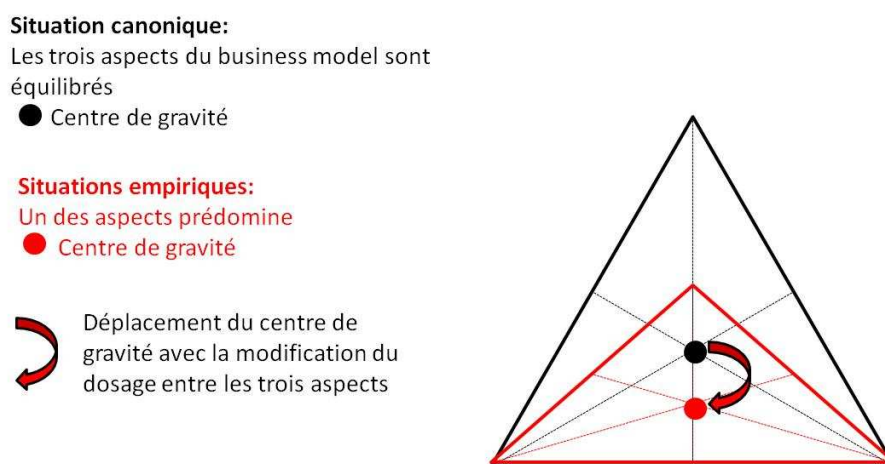 Situation canonique:
Les trois aspects du business model sont
équilibrés
Centre de gravité
Situations empiriques:
Un des aspects prédomine
Centre de gravité
Déplacement du centre de
gravité avec la modification du
dosage entre les trois aspects